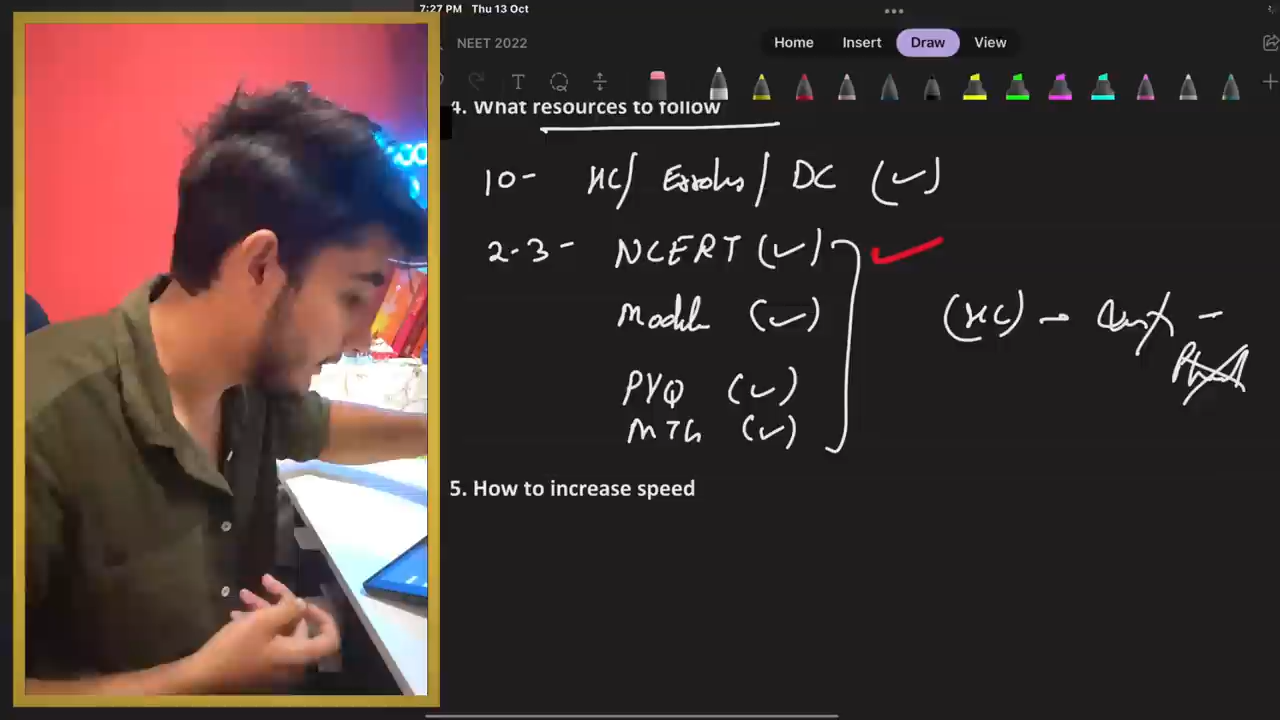 7:27 PM Thu 13 Oct
NEET 2022
Home Insert Draw View
T
4. What resources to follow
10- HC/ Errorless/ DC (✓)
2-3- NCERT (✓)
Module (✓)
(HC) →
PYQ (✓)
MTG (✓)
5. How to increase speed